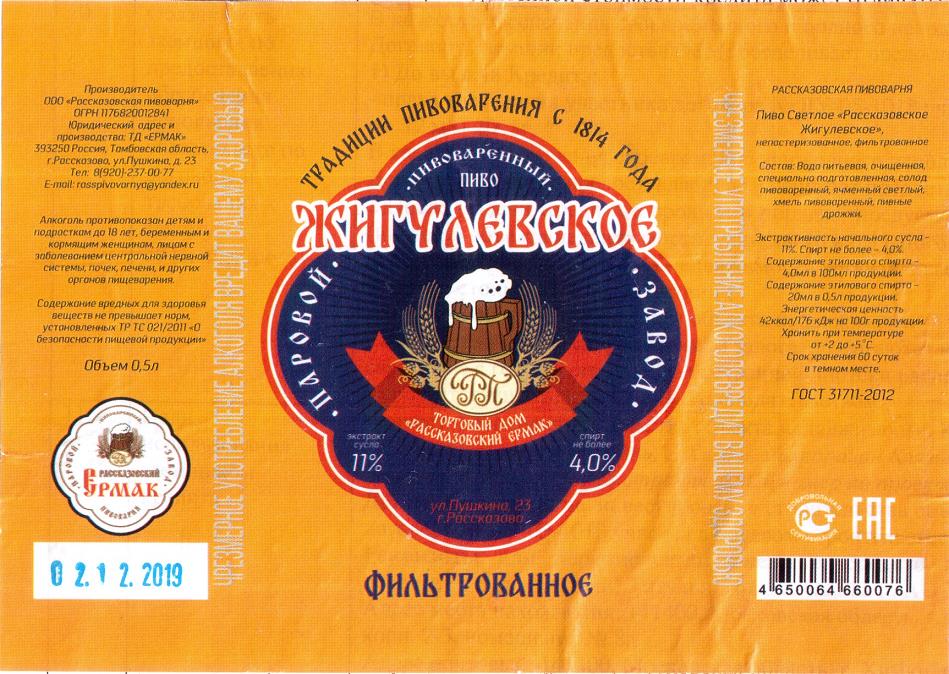 Производитель
ООО «Рассказовская пивоварня»
ОГРН 1176820012841
Юридический адрес и
производства: ТД «ЕРМАК»
393250 Россия, Тамбовская область,
г.Рассказово, ул.Пушкина, д. 23
Тел: 8(920)-237-00-77
E-mail: rasspivovarnya@yandex.ru
Алкоголь противопоказан детям и
подросткам до 18 лет, беременным и
кормящим женщинам, лицам с
заболеванием центральной нервной
системы, почек, печени, и других
органов пищеварения.
Содержание вредных для здоровья
веществ не превышает норм,
установленных ТР ТС 021/2011 «О
безопасности пищевой продукции»
Объем 0,5л
ПИВОВАРЕННЫЙ
ПАРОВОЙ
ЗАВОД
РАССКАЗОВСКИЙ
ЕРМАК
ПИВОВАРНЯ
02.12.2019
ЧРЕЗМЕРНОЕ УПОТРЕБЛЕНИЕ АЛКОГОЛЯ ВРЕДИТ ВАШЕМУ ЗДОРОВЬЮ
ТРАДИЦИИ ПИВОВАРЕНИЯ С 1814 ГОДА
·ПИВОВАРЕННЫЙ·
ПИВО
ЖИГУЛЕВСКОЕ
·ПАРОВОЙ·
·ЗАВОД·
РП
ТОРГОВЫЙ ДОМ
«РАССКАЗОВСКИЙ ЕРМАК»
экстракт
сусла
11%
спирт
не более
4,0%
ул.Пушкина, 23
г.Рассказово
ФИЛЬТРОВАННОЕ
ЧРЕЗМЕРНОЕ УПОТРЕБЛЕНИЕ АЛКОГОЛЯ ВРЕДИТ ВАШЕМУ ЗДОРОВЬЮ
РАССКАЗОВСКАЯ ПИВОВАРНЯ
Пиво Светлое «Рассказовское
Жигулевское»,
непастеризованное, фильтрованное
Состав: Вода питьевая, очищенная,
специально подготовленная, солод
пивоваренный, ячменный светлый,
хмель пивоваренный, пивные
дрожжи.
Экстрактивность начального сусла –
11%. Спирт не более – 4,0%.
Содержание этилового спирта –
4,0мл в 100мл продукции.
Содержание этилового спирта –
20мл в 0,5л продукции.
Энергетическая ценность
42ккал/176 кДж на 100г продукции.
Хранить при температуре
от +2 до +5°С.
Срок хранения 60 суток
в темном месте.
ГОСТ 31711-2012
ДОБРОВОЛЬНАЯ
РСТ
СЕРТИФИКАЦИЯ
ЕАС
4 650064 660076